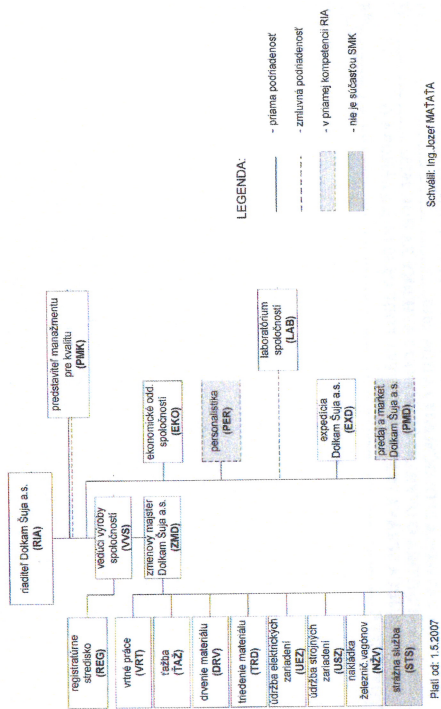 riaditeľ Dolkam Šuja a.s.
(RIA)
predstaviteľ manažmentu
pre kvalitu
(PMK)
vedúci výroby
spoločnosti
(VVS)
zmenový majster
Dolkam Šuja a.s.
(ZMD)
ekonomické odd.
spoločnosti
(EKO)
personalistika
(PER)
laboratórium
spoločnosti
(LAB)
expedícia
Dolkam Šuja a.s.
(EXD)
predaj a market.
Dolkam Šuja a.s.
(PMD)
registratúrne
stredisko
(REG)
vrtné práce
(VRT)
ťažba
(ŤAŽ)
drvenie materiálu
(DRV)
triedenie materiálu
(TRD)
údržba elektrických
zariadení
(UEZ)
údržba strojných
zariadení
(USZ)
nakládka
železnič.vagónov
(NŽV)
strážna služba
(STS)
LEGENDA:
- priama podriadenosť
- zmluvná podriadenosť
- v priamej kompetencii RIA
- nie je súčasťou SMK
Platí od: 1.5.2007
Schválil: Ing.Jozef MAŤAŤA